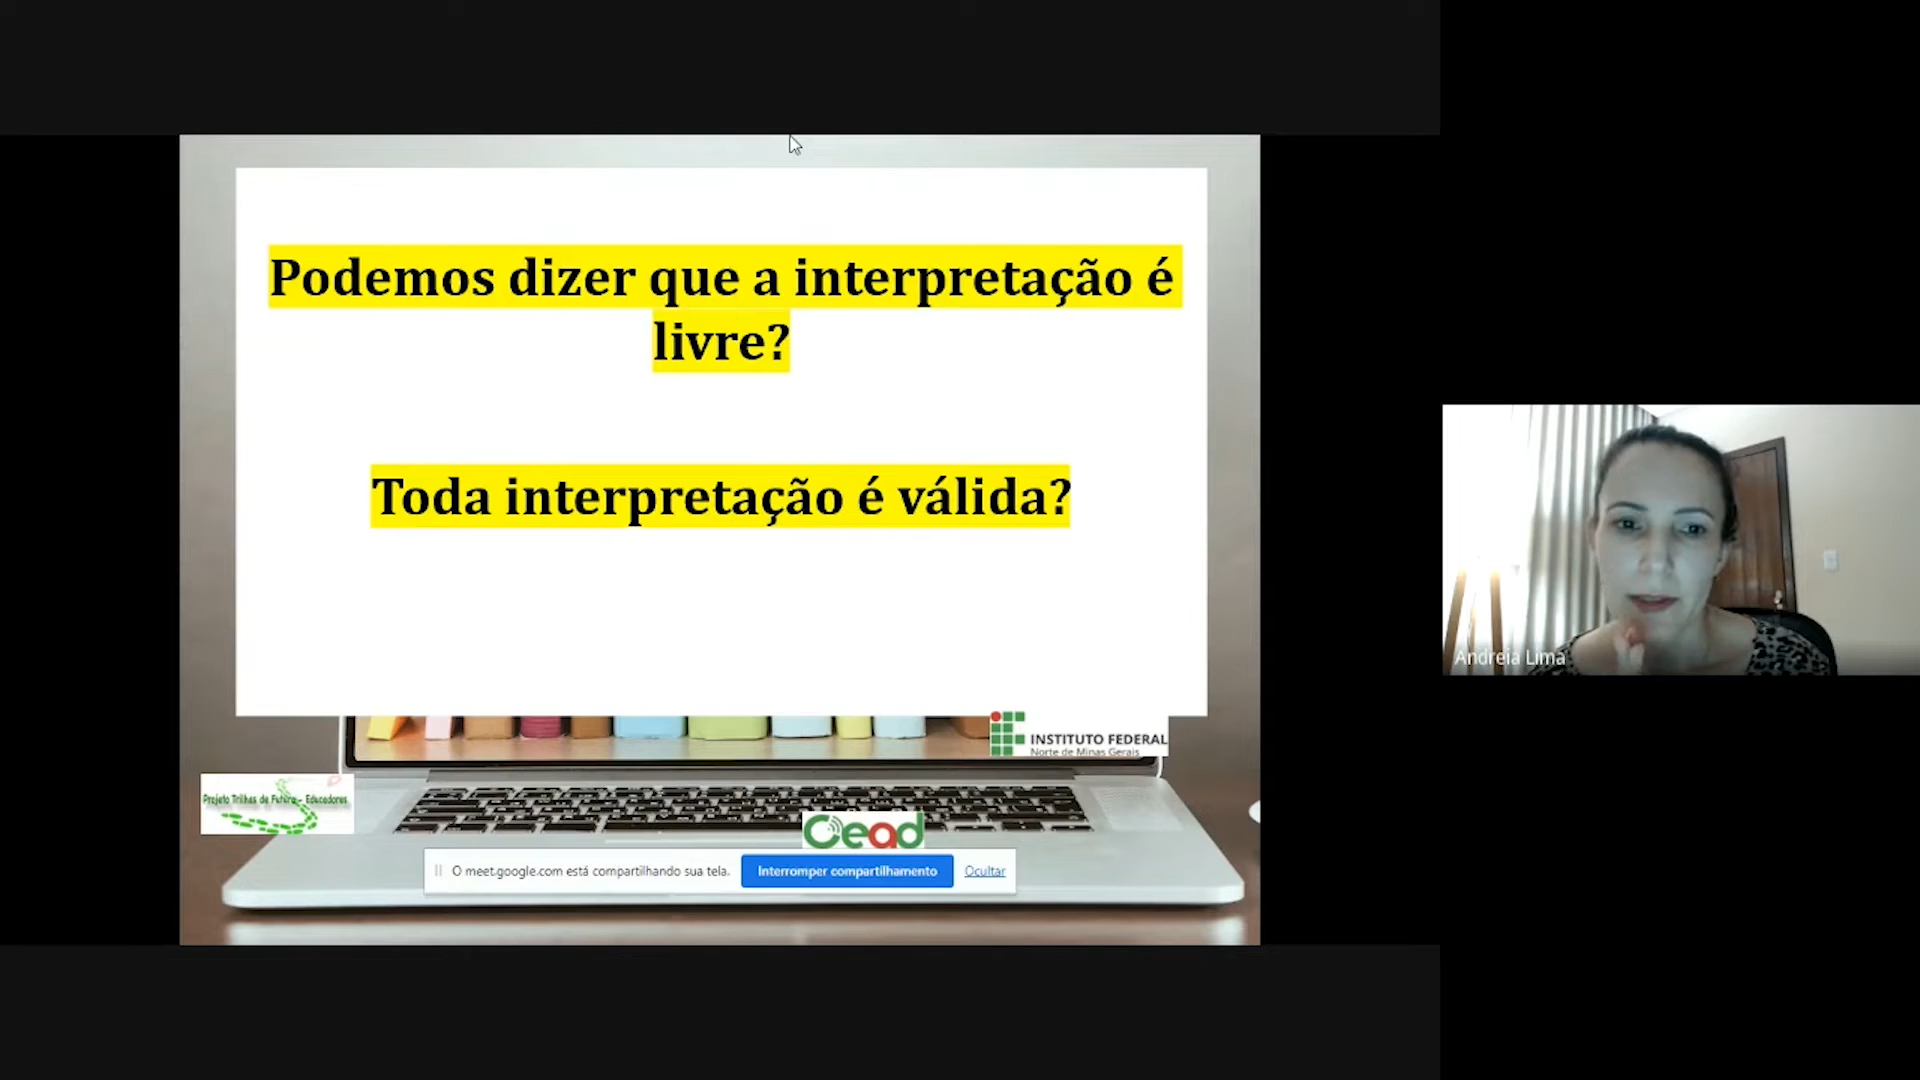 Podemos dizer que a interpretação é
livre?
Toda interpretação é válida?
INSTITUTO FEDERAL
Norte de Minas Gerais
Projeto Trilhas de Futuro - Educadores
Cead
O meet.google.com está compartilhando sua tela.
Interromper compartilhamento
Ocultar
Andreia Lima